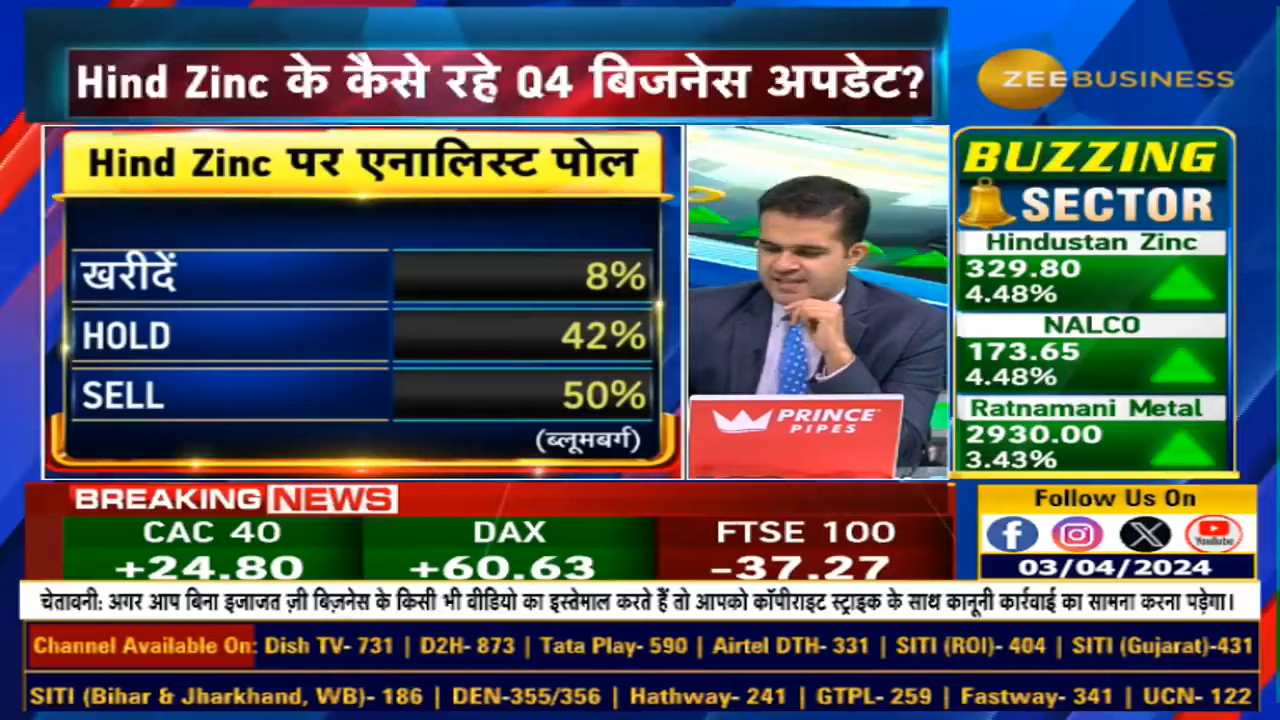 Hind Zinc के कैसे रहे Q4 बिजनेस अपडेट?
ZEEBUSINESS
Hind Zinc पर एनालिस्ट पोल
खरीदें 8%
HOLD 42%
SELL 50%
(ब्लूमबर्ग)
PRINCE
PIPES
BUZZING
SECTOR
Hindustan Zinc
329.80
4.48%
NALCO
173.65
4.48%
Ratnamani Metal
2930.00
3.43%
BREAKING NEWS
CAC 40 DAX FTSE 100
+24.80 +60.63 -37.27
Follow Us On
YouTube
03/04/2024
चेतावनी: अगर आप बिना इजाजत ज़ी बिज़नेस के किसी भी वीडियो का इस्तेमाल करते हैं तो आपको कॉपीराइट स्ट्राइक के साथ कानूनी कार्रवाई का सामना करना पड़ेगा।
Channel Available On: Dish TV- 731 | D2H- 873 | Tata Play- 590 | Airtel DTH- 331 | SITI (ROI)- 404 | SITI (Gujarat)-431
SITI (Bihar & Jharkhand, WB)- 186 | DEN-355/356 | Hathway- 241 | GTPL- 259 | Fastway- 341 | UCN- 122